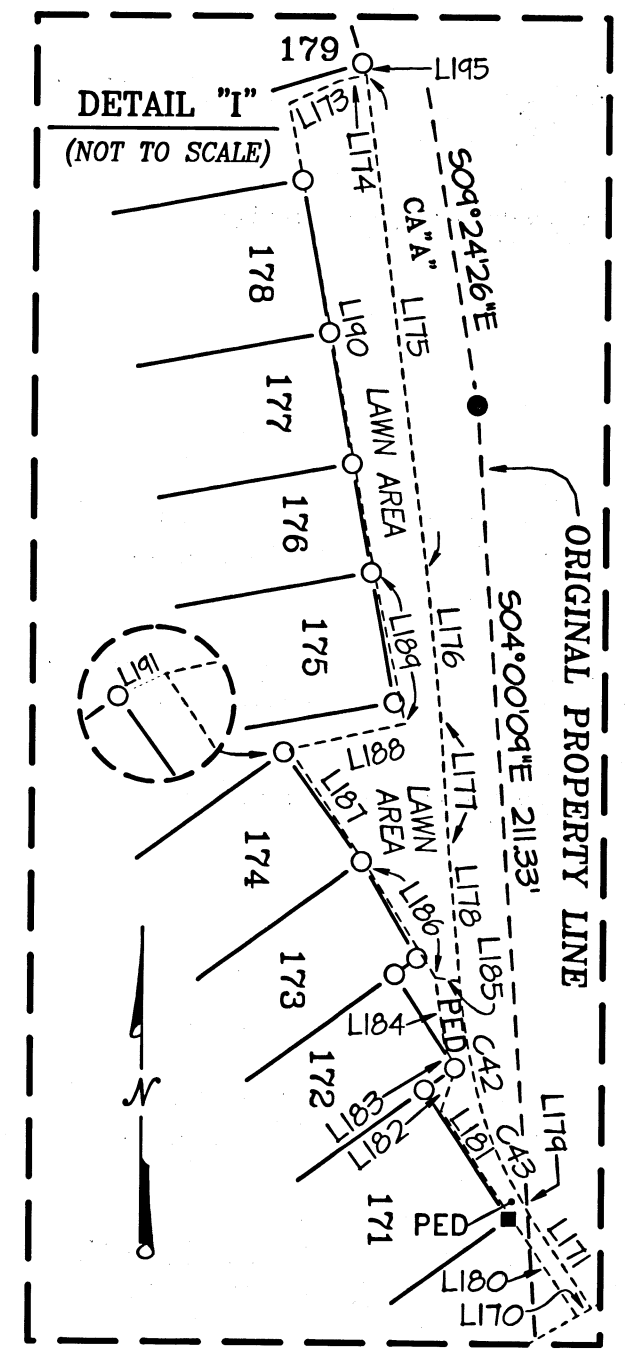 179
L195
DETAIL "I"
(NOT TO SCALE)
L173
L174
S09°24'26"E
CA"A"
178
L190
L175
177
LAWN AREA
176
ORIGINAL PROPERTY LINE
S04°00'09"E 211.33'
175
L189
L176
L191
L188
L177
L187
LAWN
AREA
174
L178
L186
L185
173
PED
L184
C42
172
L183
L182
L181
C43
L179
N
171
PED
L171
L180
L170